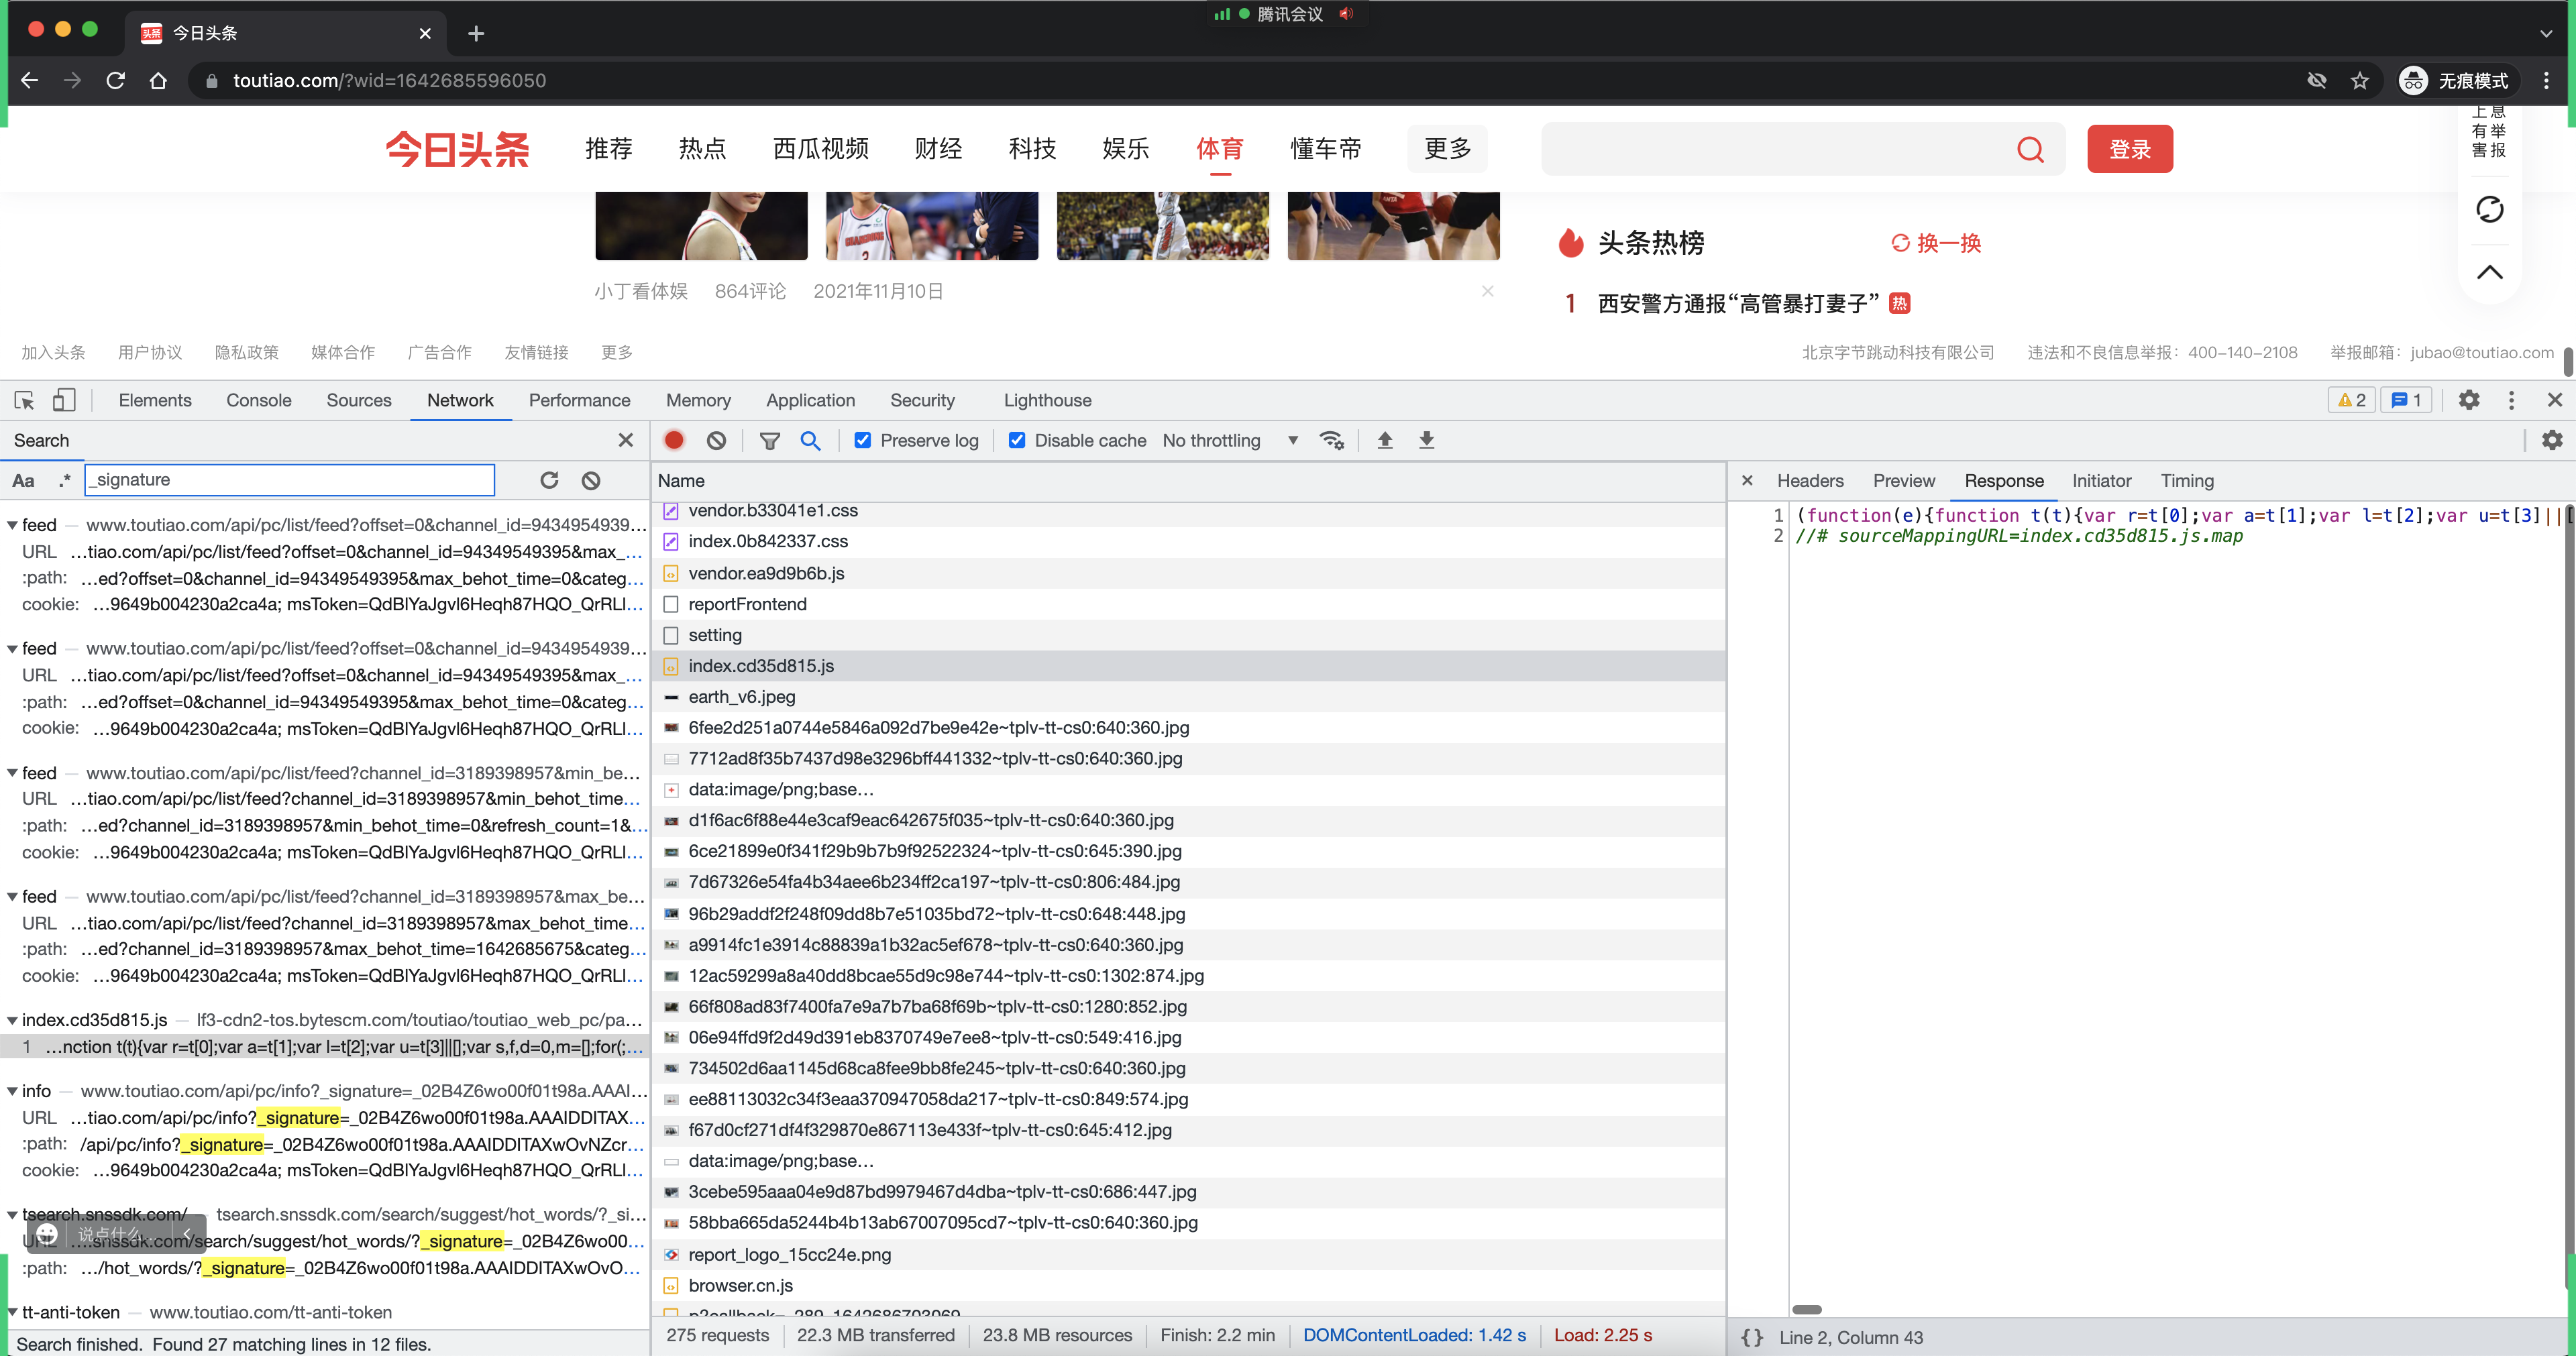 腾讯会议
今日头条
toutiao.com/?wid=1642685596050
无痕模式
今日头条 推荐 热点 西瓜视频 财经 科技 娱乐 体育 懂车帝 更多 登录
上 息
有 举
害 报
头条热榜 换一换
小丁看体娱 864评论 2021年11月10日
1 西安警方通报“高管暴打妻子” 热
加入头条 用户协议 隐私政策 媒体合作 广告合作 友情链接 更多 北京字节跳动科技有限公司 违法和不良信息举报：400-140-2108 举报邮箱：jubao@toutiao.com
Elements Console Sources Network Performance Memory Application Security Lighthouse 2 1
Search
Preserve log Disable cache No throttling
Aa .* _signature
feed — www.toutiao.com/api/pc/list/feed?offset=0&channel_id=9434954939…
URL …tiao.com/api/pc/list/feed?offset=0&channel_id=94349549395&max_…
:path: …ed?offset=0&channel_id=94349549395&max_behot_time=0&categ…
cookie: …9649b004230a2ca4a; msToken=QdBlYaJgvl6Heqh87HQO_QrRLl…
feed — www.toutiao.com/api/pc/list/feed?offset=0&channel_id=9434954939…
URL …tiao.com/api/pc/list/feed?offset=0&channel_id=94349549395&max_…
:path: …ed?offset=0&channel_id=94349549395&max_behot_time=0&categ…
cookie: …9649b004230a2ca4a; msToken=QdBlYaJgvl6Heqh87HQO_QrRLl…
feed — www.toutiao.com/api/pc/list/feed?channel_id=3189398957&min_be…
URL …tiao.com/api/pc/list/feed?channel_id=3189398957&min_behot_time…
:path: …ed?channel_id=3189398957&min_behot_time=0&refresh_count=1&…
cookie: …9649b004230a2ca4a; msToken=QdBlYaJgvl6Heqh87HQO_QrRLl…
feed — www.toutiao.com/api/pc/list/feed?channel_id=3189398957&max_be…
URL …tiao.com/api/pc/list/feed?channel_id=3189398957&max_behot_time…
:path: …ed?channel_id=3189398957&max_behot_time=1642685675&categ…
cookie: …9649b004230a2ca4a; msToken=QdBlYaJgvl6Heqh87HQO_QrRLl…
index.cd35d815.js — lf3-cdn2-tos.bytescm.com/toutiao/toutiao_web_pc/pa…
1 …nction t(t){var r=t[0];var a=t[1];var l=t[2];var u=t[3]||[];var s,f,d=0,m=[];for(;…
info — www.toutiao.com/api/pc/info?_signature=_02B4Z6wo00f01t98a.AAAI…
URL …tiao.com/api/pc/info?_signature=_02B4Z6wo00f01t98a.AAAIDDITAX…
:path: /api/pc/info?_signature=_02B4Z6wo00f01t98a.AAAIDDITAXwOvNZcr…
cookie: …9649b004230a2ca4a; msToken=QdBlYaJgvl6Heqh87HQO_QrRLl…
tsearch.snssdk.com/ — tsearch.snssdk.com/search/suggest/hot_words/?_si…
说点什么...
URL …snssdk.com/search/suggest/hot_words/?_signature=_02B4Z6wo00…
:path: …/hot_words/?_signature=_02B4Z6wo00f01t98a.AAAIDDITAXwOvO…
tt-anti-token — www.toutiao.com/tt-anti-token
Search finished. Found 27 matching lines in 12 files.
Name
vendor.b33041e1.css
index.0b842337.css
vendor.ea9d9b6b.js
reportFrontend
setting
index.cd35d815.js
earth_v6.jpeg
6fee2d251a0744e5846a092d7be9e42e~tplv-tt-cs0:640:360.jpg
7712ad8f35b7437d98e3296bff441332~tplv-tt-cs0:640:360.jpg
data:image/png;base…
d1f6ac6f88e44e3caf9eac642675f035~tplv-tt-cs0:640:360.jpg
6ce21899e0f341f29b9b7b9f92522324~tplv-tt-cs0:645:390.jpg
7d67326e54fa4b34aee6b234ff2ca197~tplv-tt-cs0:806:484.jpg
96b29addf2f248f09dd8b7e51035bd72~tplv-tt-cs0:648:448.jpg
a9914fc1e3914c88839a1b32ac5ef678~tplv-tt-cs0:640:360.jpg
12ac59299a8a40dd8bcae55d9c98e744~tplv-tt-cs0:1302:874.jpg
66f808ad83f7400fa7e9a7b7ba68f69b~tplv-tt-cs0:1280:852.jpg
06e94ffd9f2d49d391eb8370749e7ee8~tplv-tt-cs0:549:416.jpg
734502d6aa1145d68ca8fee9bb8fe245~tplv-tt-cs0:640:360.jpg
ee88113032c34f3eaa370947058da217~tplv-tt-cs0:849:574.jpg
f67d0cf271df4f329870e867113e433f~tplv-tt-cs0:645:412.jpg
data:image/png;base…
3cebe595aaa04e9d87bd9979467d4dba~tplv-tt-cs0:686:447.jpg
58bba665da5244b4b13ab67007095cd7~tplv-tt-cs0:640:360.jpg
report_logo_15cc24e.png
browser.cn.js
275 requests 22.3 MB transferred 23.8 MB resources Finish: 2.2 min DOMContentLoaded: 1.42 s Load: 2.25 s
Headers Preview Response Initiator Timing
1 (function(e){function t(t){var r=t[0];var a=t[1];var l=t[2];var u=t[3]||[
2 //# sourceMappingURL=index.cd35d815.js.map
{} Line 2, Column 43